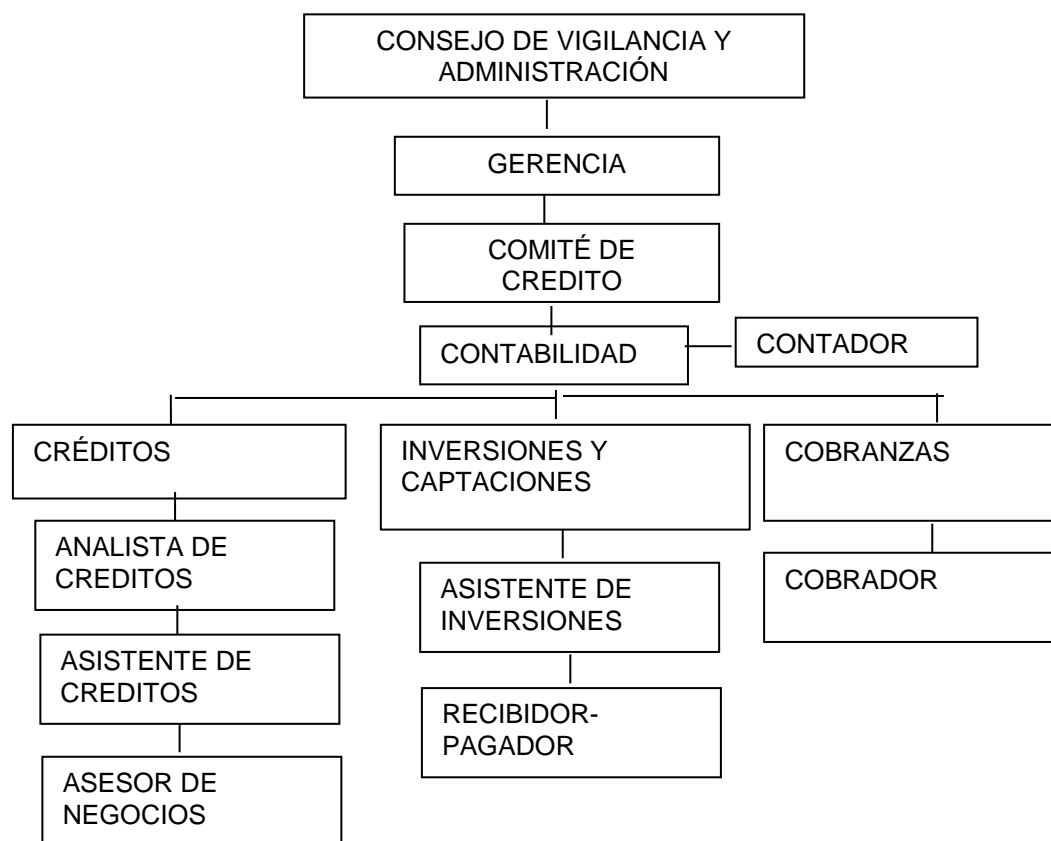 CONSEJO DE VIGILANCIA Y
ADMINISTRACIÓN
GERENCIA
COMITÉ DE
CREDITO
CONTABILIDAD
CONTADOR
CRÉDITOS
INVERSIONES Y
CAPTACIONES
COBRANZAS
ANALISTA DE
CREDITOS
ASISTENTE DE
INVERSIONES
COBRADOR
ASISTENTE DE
CREDITOS
RECIBIDOR-
PAGADOR
ASESOR DE
NEGOCIOS